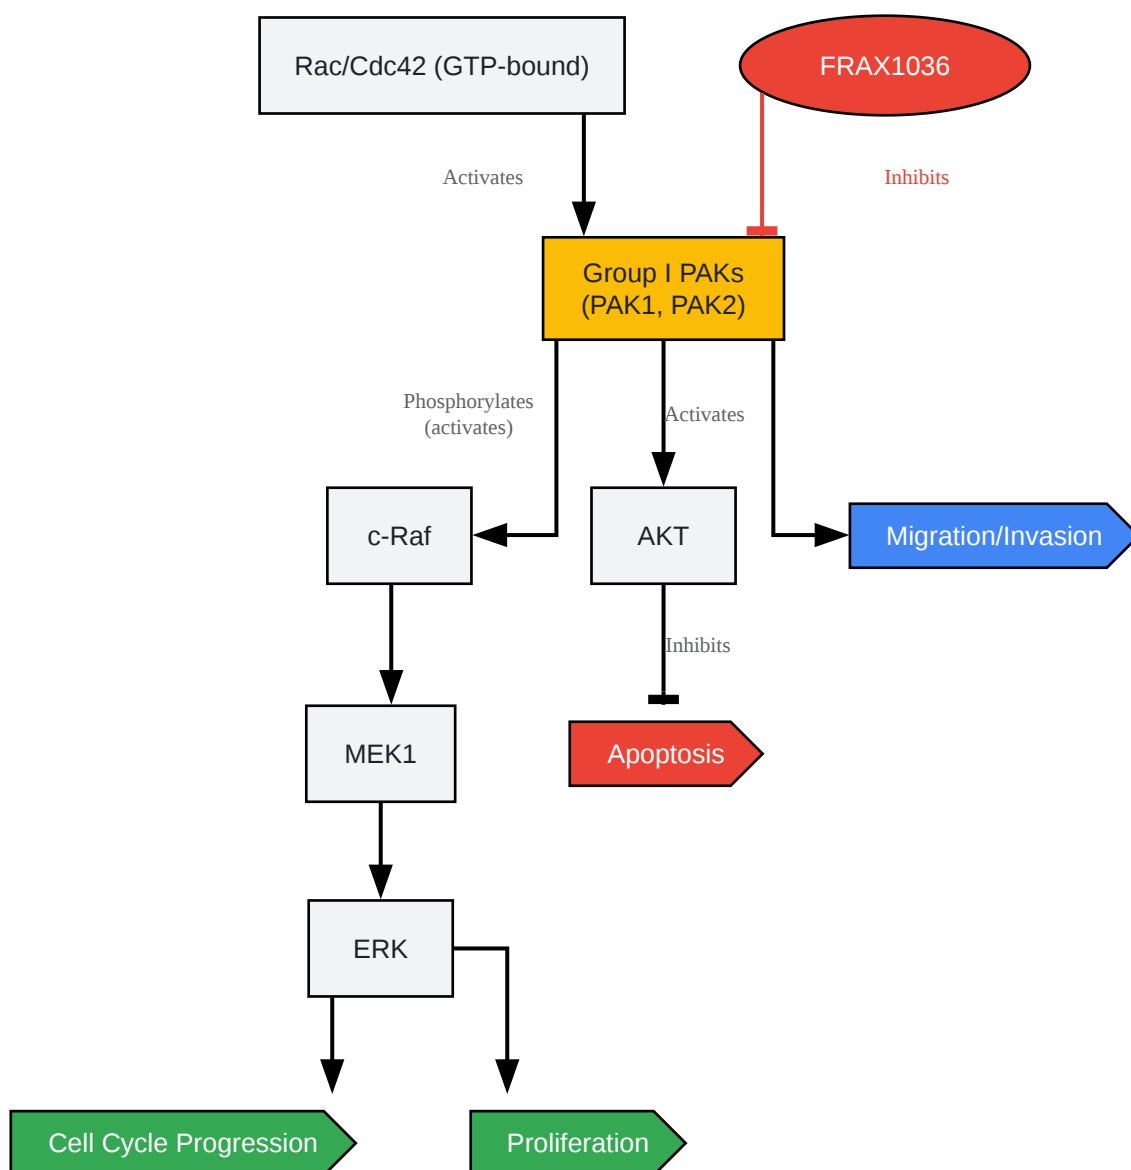 Rac/Cdc42 (GTP-bound)
FRAX1036
Activates
Inhibits
Group I PAKs
(PAK1, PAK2)
Phosphorylates
(activates)
Activates
c-Raf
AKT
Migration/Invasion
Inhibits
MEK1
Apoptosis
ERK
Cell Cycle Progression
Proliferation